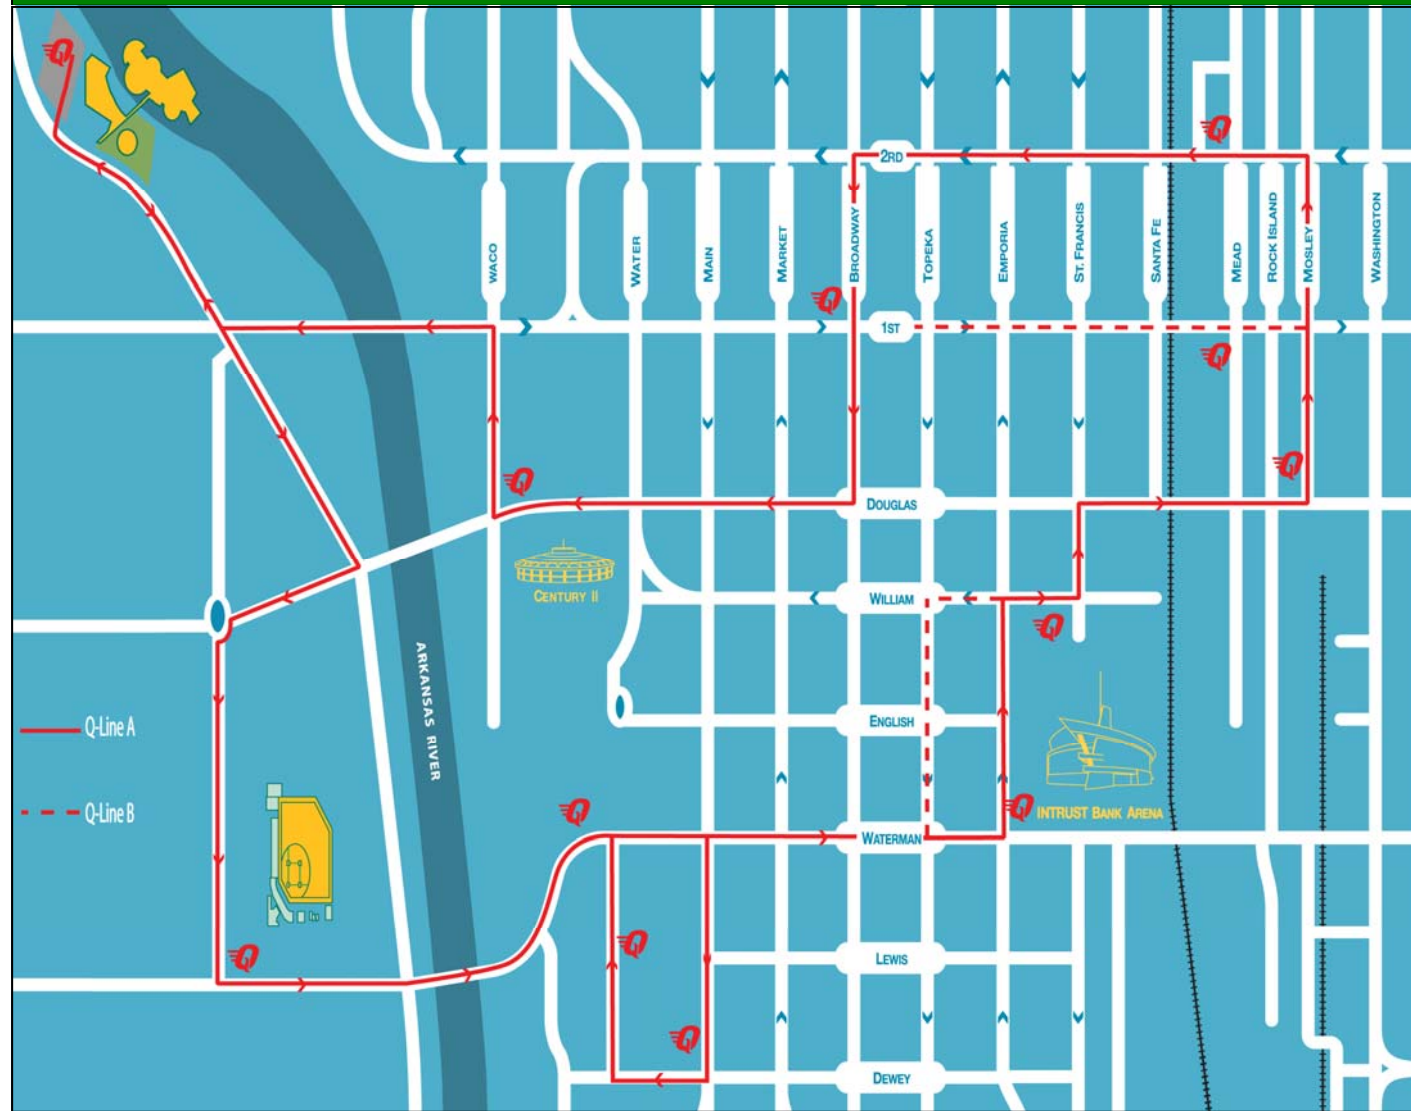 Q
2RD
Q
WACO
WATER
MAIN
MARKET
BROADWAY
TOPEKA
EMPORIA
ST. FRANCIS
SANTA FE
MEAD
ROCK ISLAND
MOSLEY
WASHINGTON
Q
1ST
Q
Q
Q
DOUGLAS
CENTURY II
WILLIAM
Q
ARKANSAS RIVER
ENGLISH
Q-Line A
Q-Line B
Q
Q
INTRUST BANK ARENA
WATERMAN
Q
Q
LEWIS
Q
DEWEY